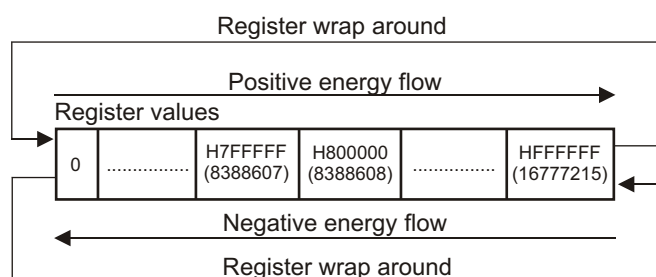 Register wrap around
Positive energy flow
Register values
0
...............
H7FFFFF
(8388607)
H800000
(8388608)
...............
HFFFFFF
(16777215)
Negative energy flow
Register wrap around